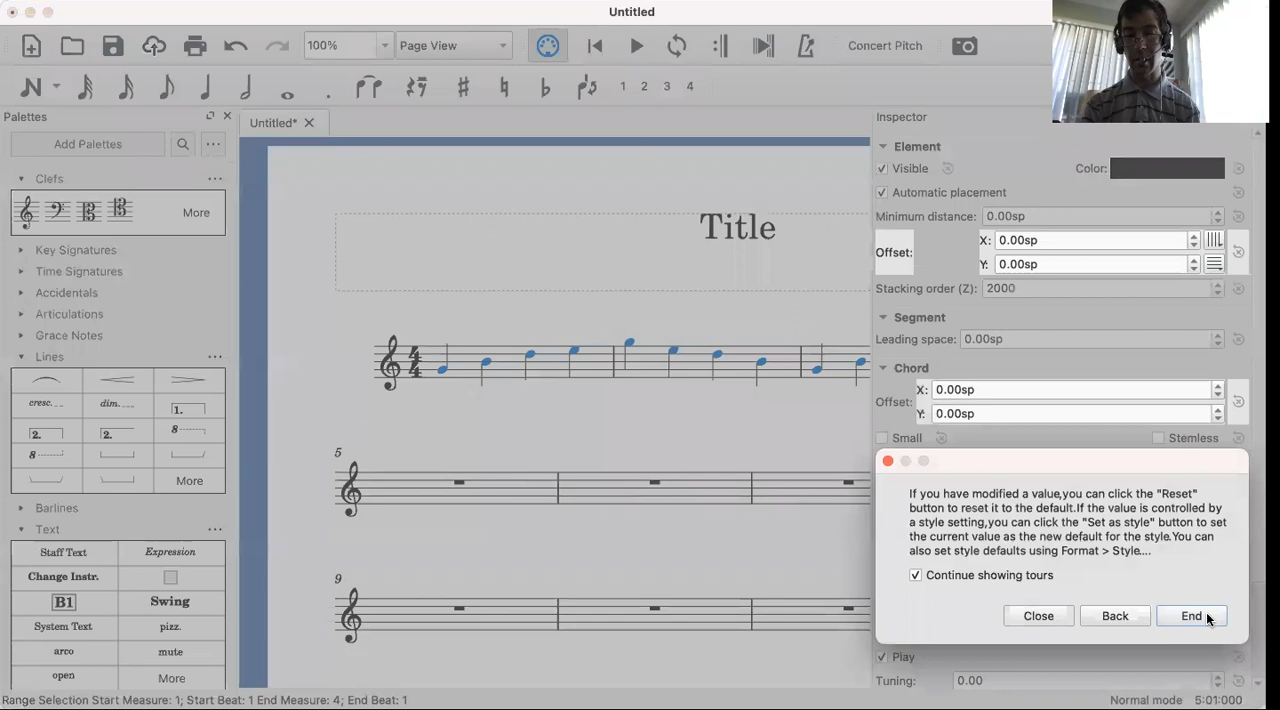 Untitled
100%
Page View
Concert Pitch
1 2 3 4
Palettes
Untitled*
Inspector
Add Palettes
...
Clefs
More
Key Signatures
Time Signatures
Accidentals
Articulations
Grace Notes
Lines
cresc.
dim.
1.
2.
2.
8
8
More
Barlines
Text
Staff Text
Expression
Change Instr.
B1
Swing
System Text
pizz.
arco
mute
open
More
Title
4
4
5
9
Element
Visible
Color:
Automatic placement
Minimum distance: 0.00sp
Offset:
X: 0.00sp
Y: 0.00sp
Stacking order (Z): 2000
Segment
Leading space: 0.00sp
Chord
Offset:
X: 0.00sp
Y: 0.00sp
Small
Stemless
If you have modified a value,you can click the "Reset"
button to reset it to the default.If the value is controlled by
a style setting,you can click the "Set as style" button to set
the current value as the new default for the style.You can
also set style defaults using Format > Style....
Continue showing tours
Close
Back
End
Play
Tuning: 0.00
Range Selection Start Measure: 1; Start Beat: 1 End Measure: 4; End Beat: 1
Normal mode
5:01:000